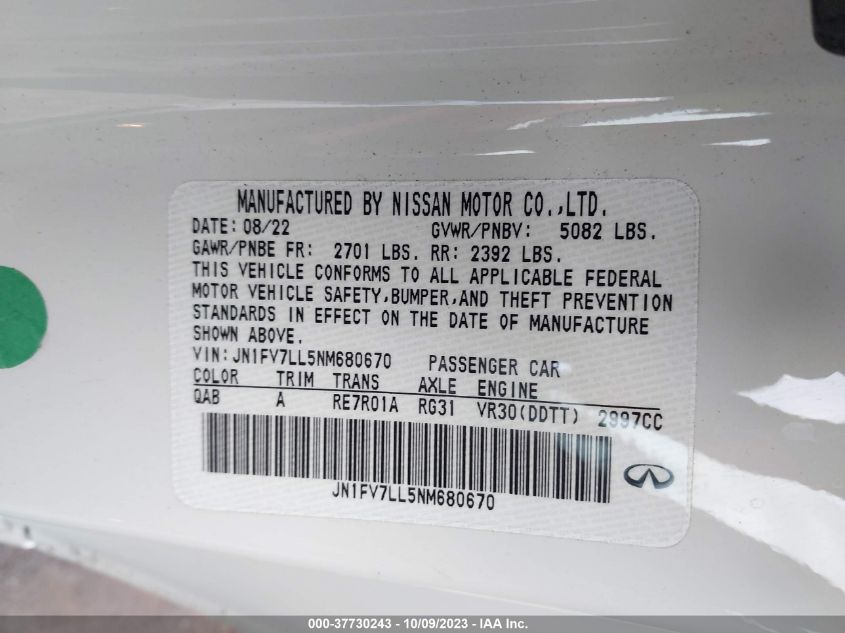 MANUFACTURED BY NISSAN MOTOR CO.,LTD.
DATE: 08/22 GVWR/PNBV: 5082 LBS.
GAWR/PNBE FR: 2701 LBS. RR: 2392 LBS.
THIS VEHICLE CONFORMS TO ALL APPLICABLE FEDERAL
MOTOR VEHICLE SAFETY,BUMPER,AND THEFT PREVENTION
STANDARDS IN EFFECT ON THE DATE OF MANUFACTURE
SHOWN ABOVE.
VIN:JN1FV7LL5NM680670 PASSENGER CAR
COLOR TRIM TRANS AXLE ENGINE
QAB A RE7R01A RG31 VR30(DDTT) 2997CC
JN1FV7LL5NM680670
000-37730243 - 10/09/2023 - IAA Inc.